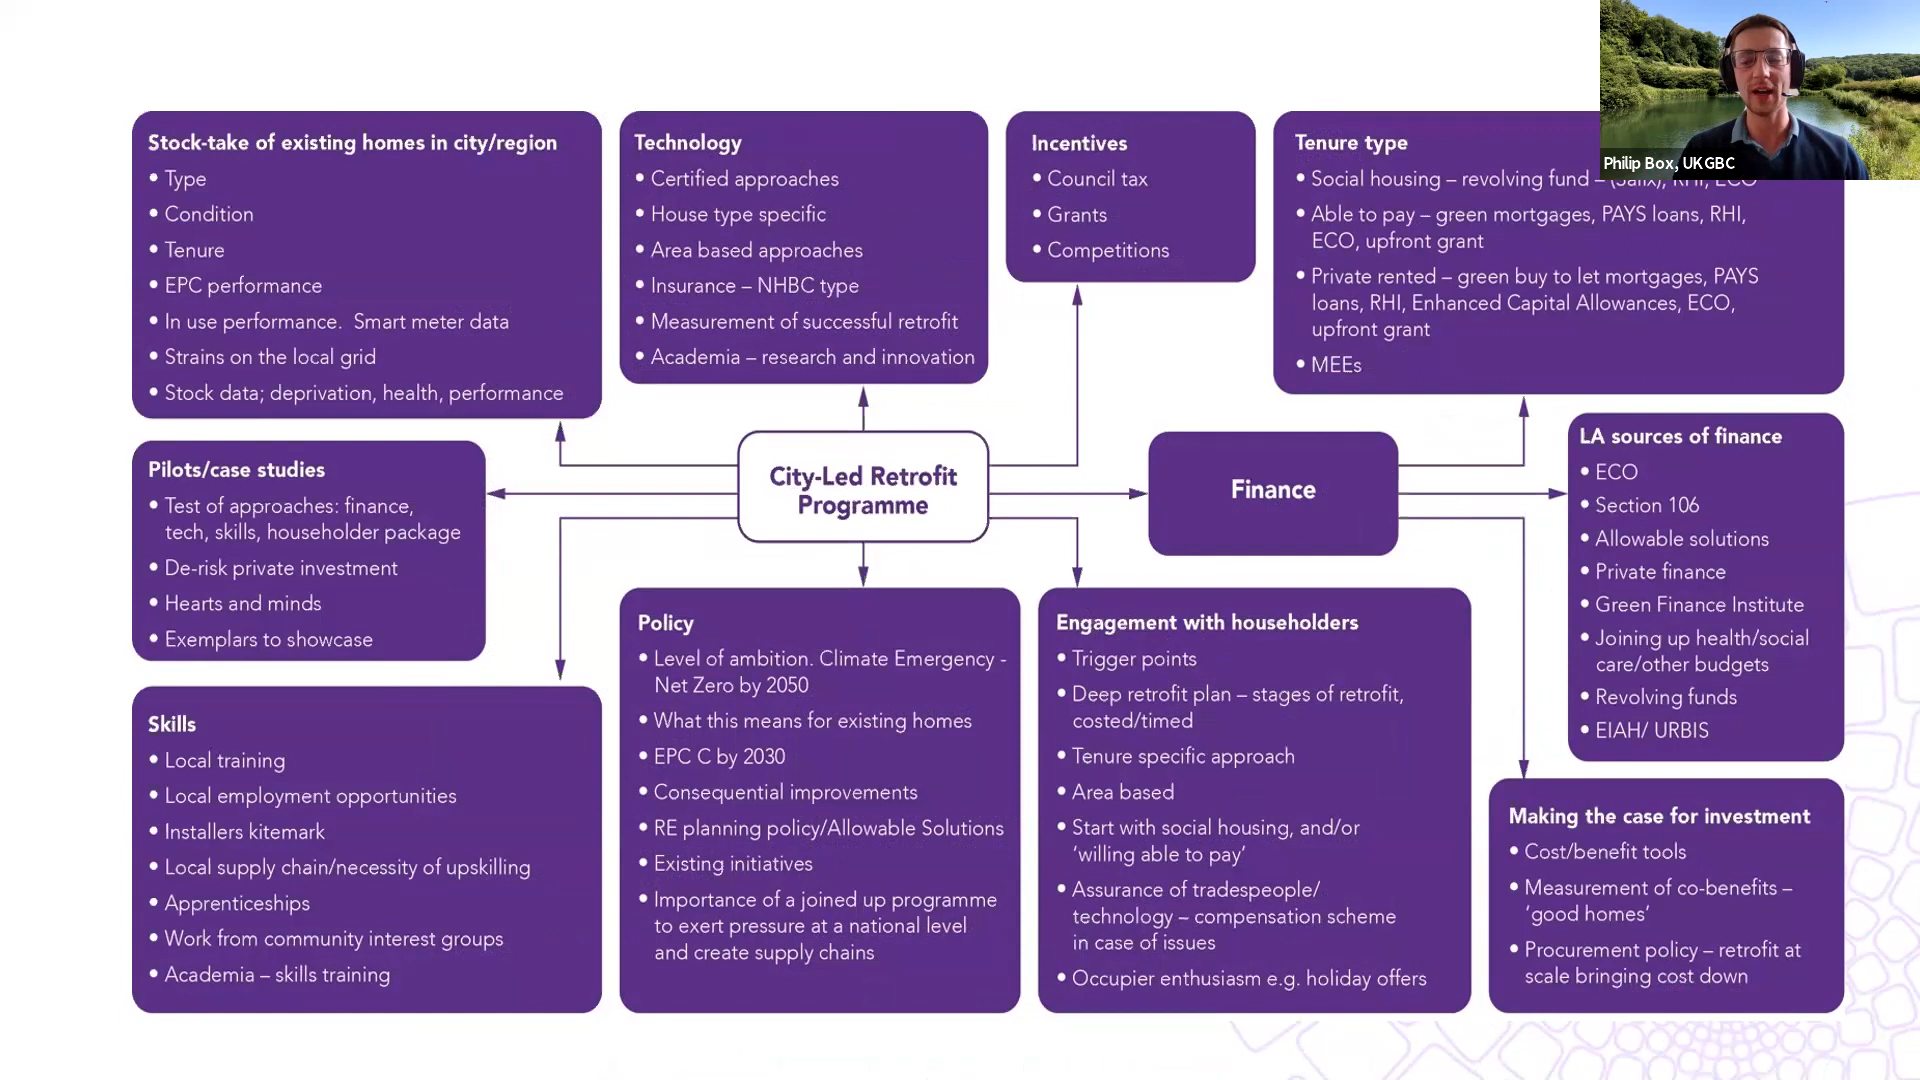 Stock-take of existing homes in city/region
• Type
• Condition
• Tenure
• EPC performance
• In use performance.  Smart meter data
• Strains on the local grid
• Stock data; deprivation, health, performance
Technology
• Certified approaches
• House type specific
• Area based approaches
• Insurance – NHBC type
• Measurement of successful retrofit
• Academia – research and innovation
Incentives
• Council tax
• Grants
• Competitions
Tenure type
• Social housing – revolving fund – (Salix), RHI, ECO
• Able to pay – green mortgages, PAYS loans, RHI,
ECO, upfront grant
• Private rented – green buy to let mortgages, PAYS
loans, RHI, Enhanced Capital Allowances, ECO,
upfront grant
• MEEs
Philip Box, UKGBC
Pilots/case studies
• Test of approaches: finance,
tech, skills, householder package
• De-risk private investment
• Hearts and minds
• Exemplars to showcase
City-Led Retrofit
Programme
Finance
LA sources of finance
• ECO
• Section 106
• Allowable solutions
• Private finance
• Green Finance Institute
• Joining up health/social
care/other budgets
• Revolving funds
• EIAH/ URBIS
Skills
• Local training
• Local employment opportunities
• Installers kitemark
• Local supply chain/necessity of upskilling
• Apprenticeships
• Work from community interest groups
• Academia – skills training
Policy
• Level of ambition. Climate Emergency -
Net Zero by 2050
• What this means for existing homes
• EPC C by 2030
• Consequential improvements
• RE planning policy/Allowable Solutions
• Existing initiatives
• Importance of a joined up programme
to exert pressure at a national level
and create supply chains
Engagement with householders
• Trigger points
• Deep retrofit plan – stages of retrofit,
costed/timed
• Tenure specific approach
• Area based
• Start with social housing, and/or
‘willing able to pay’
• Assurance of tradespeople/
technology – compensation scheme
in case of issues
• Occupier enthusiasm e.g. holiday offers
Making the case for investment
• Cost/benefit tools
• Measurement of co-benefits –
‘good homes’
• Procurement policy – retrofit at
scale bringing cost down